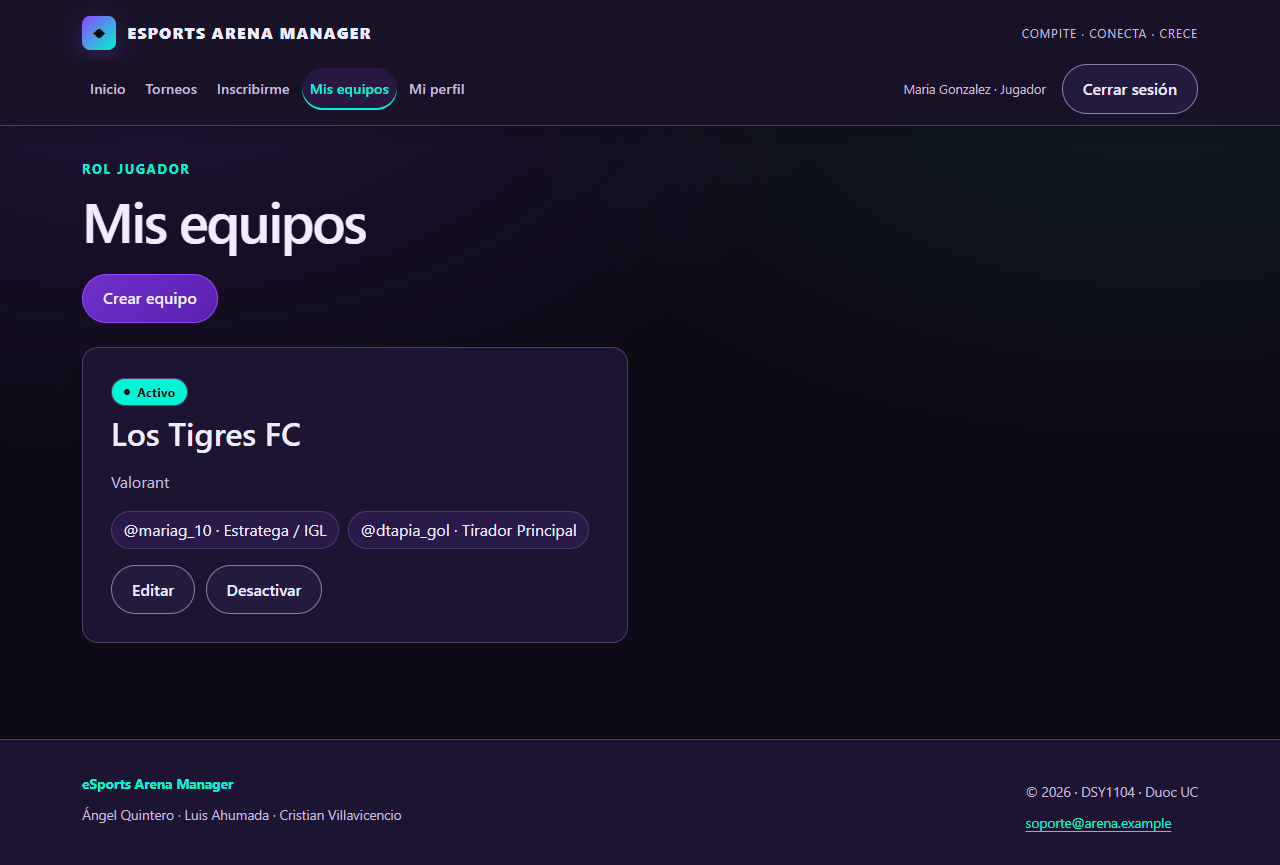 ESPORTS ARENA MANAGER
COMPITE · CONECTA · CRECE
Inicio Torneos Inscribirme Mis equipos Mi perfil
Maria Gonzalez · Jugador Cerrar sesión
ROL JUGADOR
Mis equipos
Crear equipo
Activo
Los Tigres FC
Valorant
@mariag_10 · Estratega / IGL @dtapia_gol · Tirador Principal
Editar Desactivar
eSports Arena Manager
Ángel Quintero · Luis Ahumada · Cristian Villavicencio
© 2026 · DSY1104 · Duoc UC
soporte@arena.example